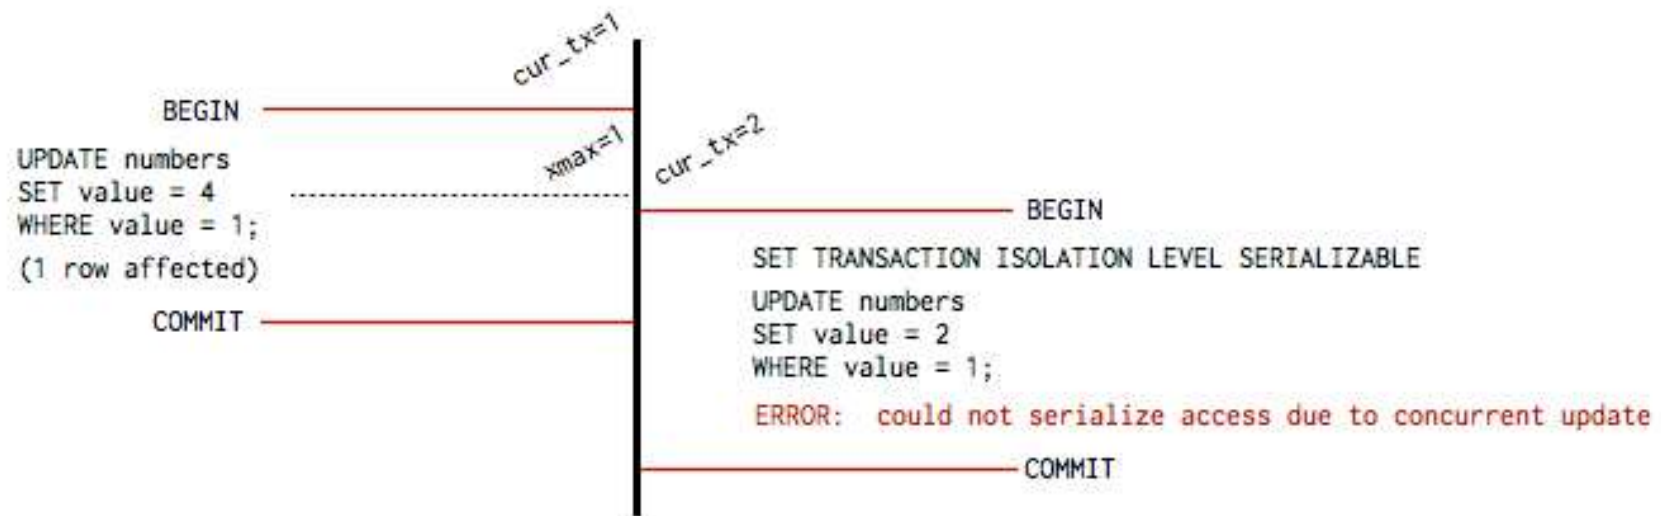 cur_tx=1
BEGIN
xmax=1
cur_tx=2
UPDATE numbers
SET value = 4
WHERE value = 1;
(1 row affected)
BEGIN
SET TRANSACTION ISOLATION LEVEL SERIALIZABLE
COMMIT
UPDATE numbers
SET value = 2
WHERE value = 1;
ERROR: could not serialize access due to concurrent update
COMMIT